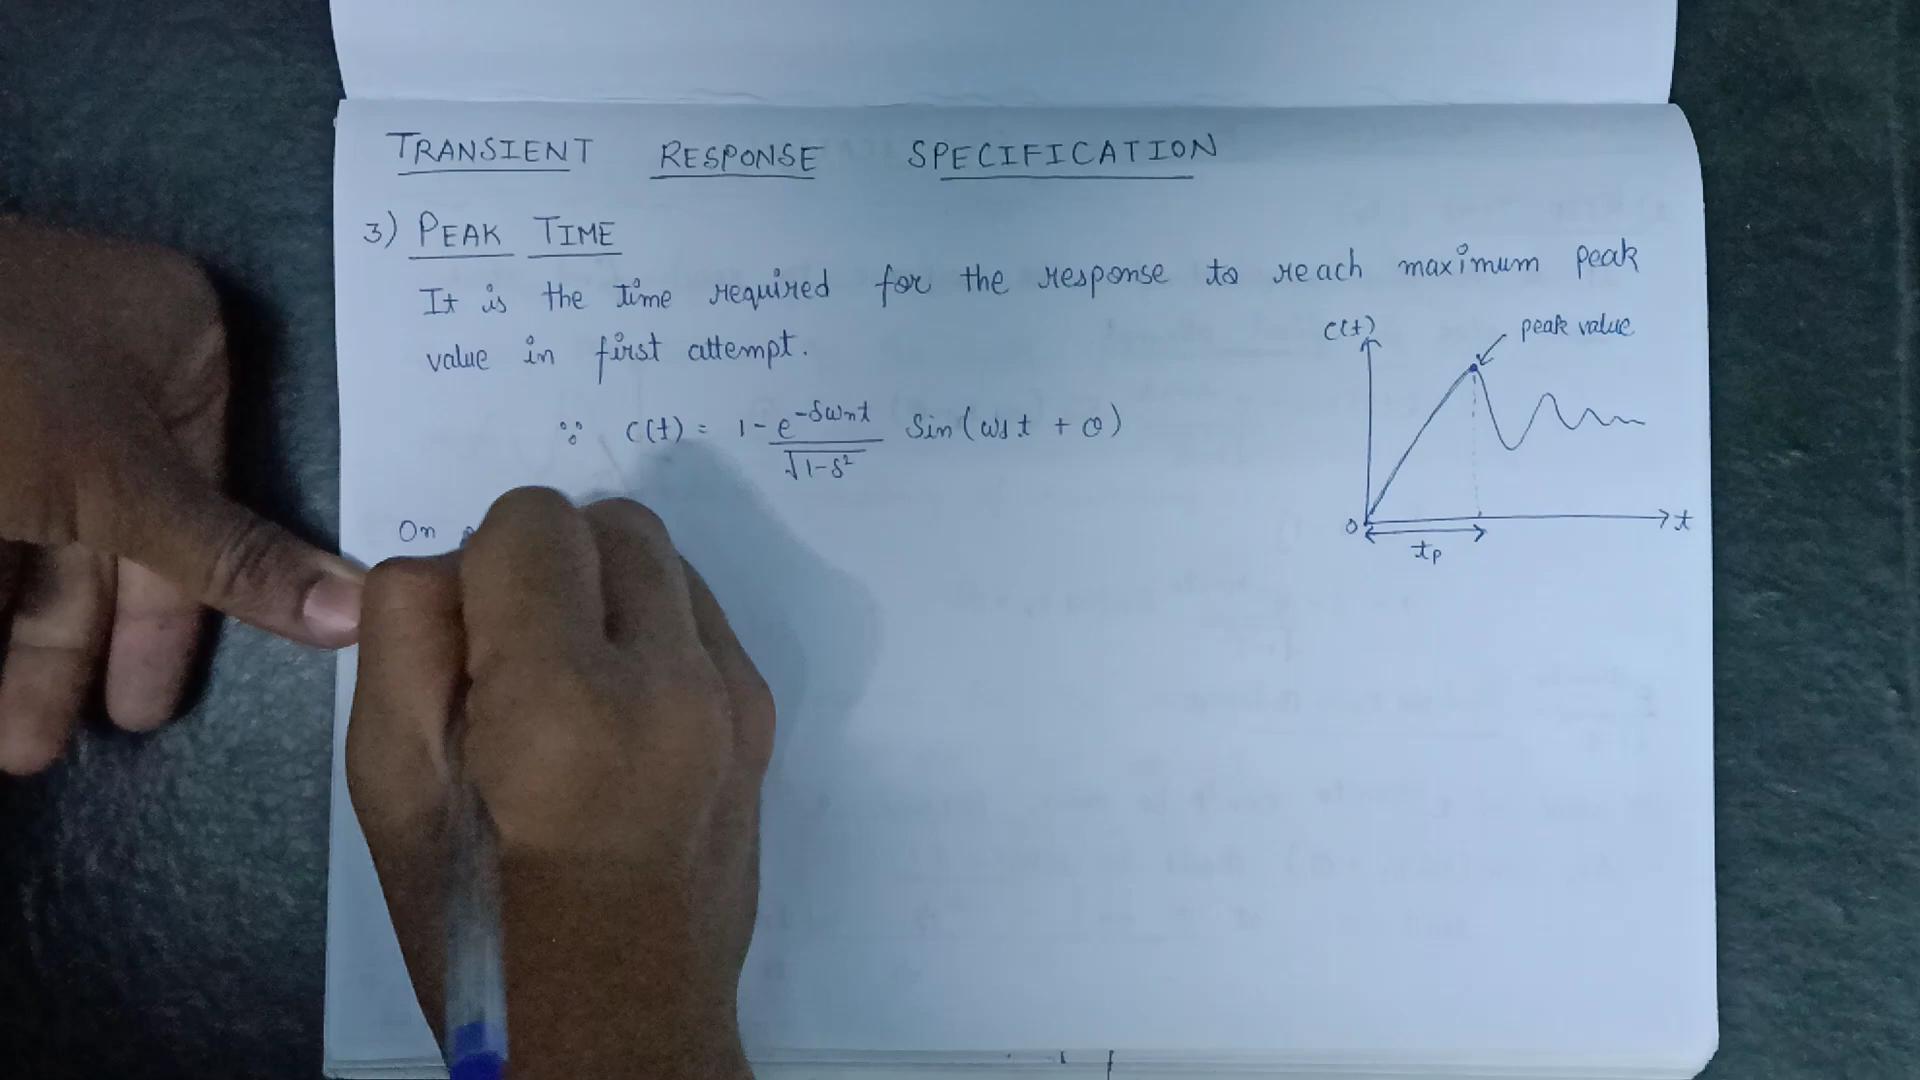 TRANSIENT RESPONSE SPECIFICATION
3) PEAK TIME
It is the time required for the response to reach maximum peak
value in first attempt.
∵ C(t) = 1 - e^{-δωnt}/√(1-δ²) Sin(ωdt + θ)
On
C(t)
peak value
0
t
tp